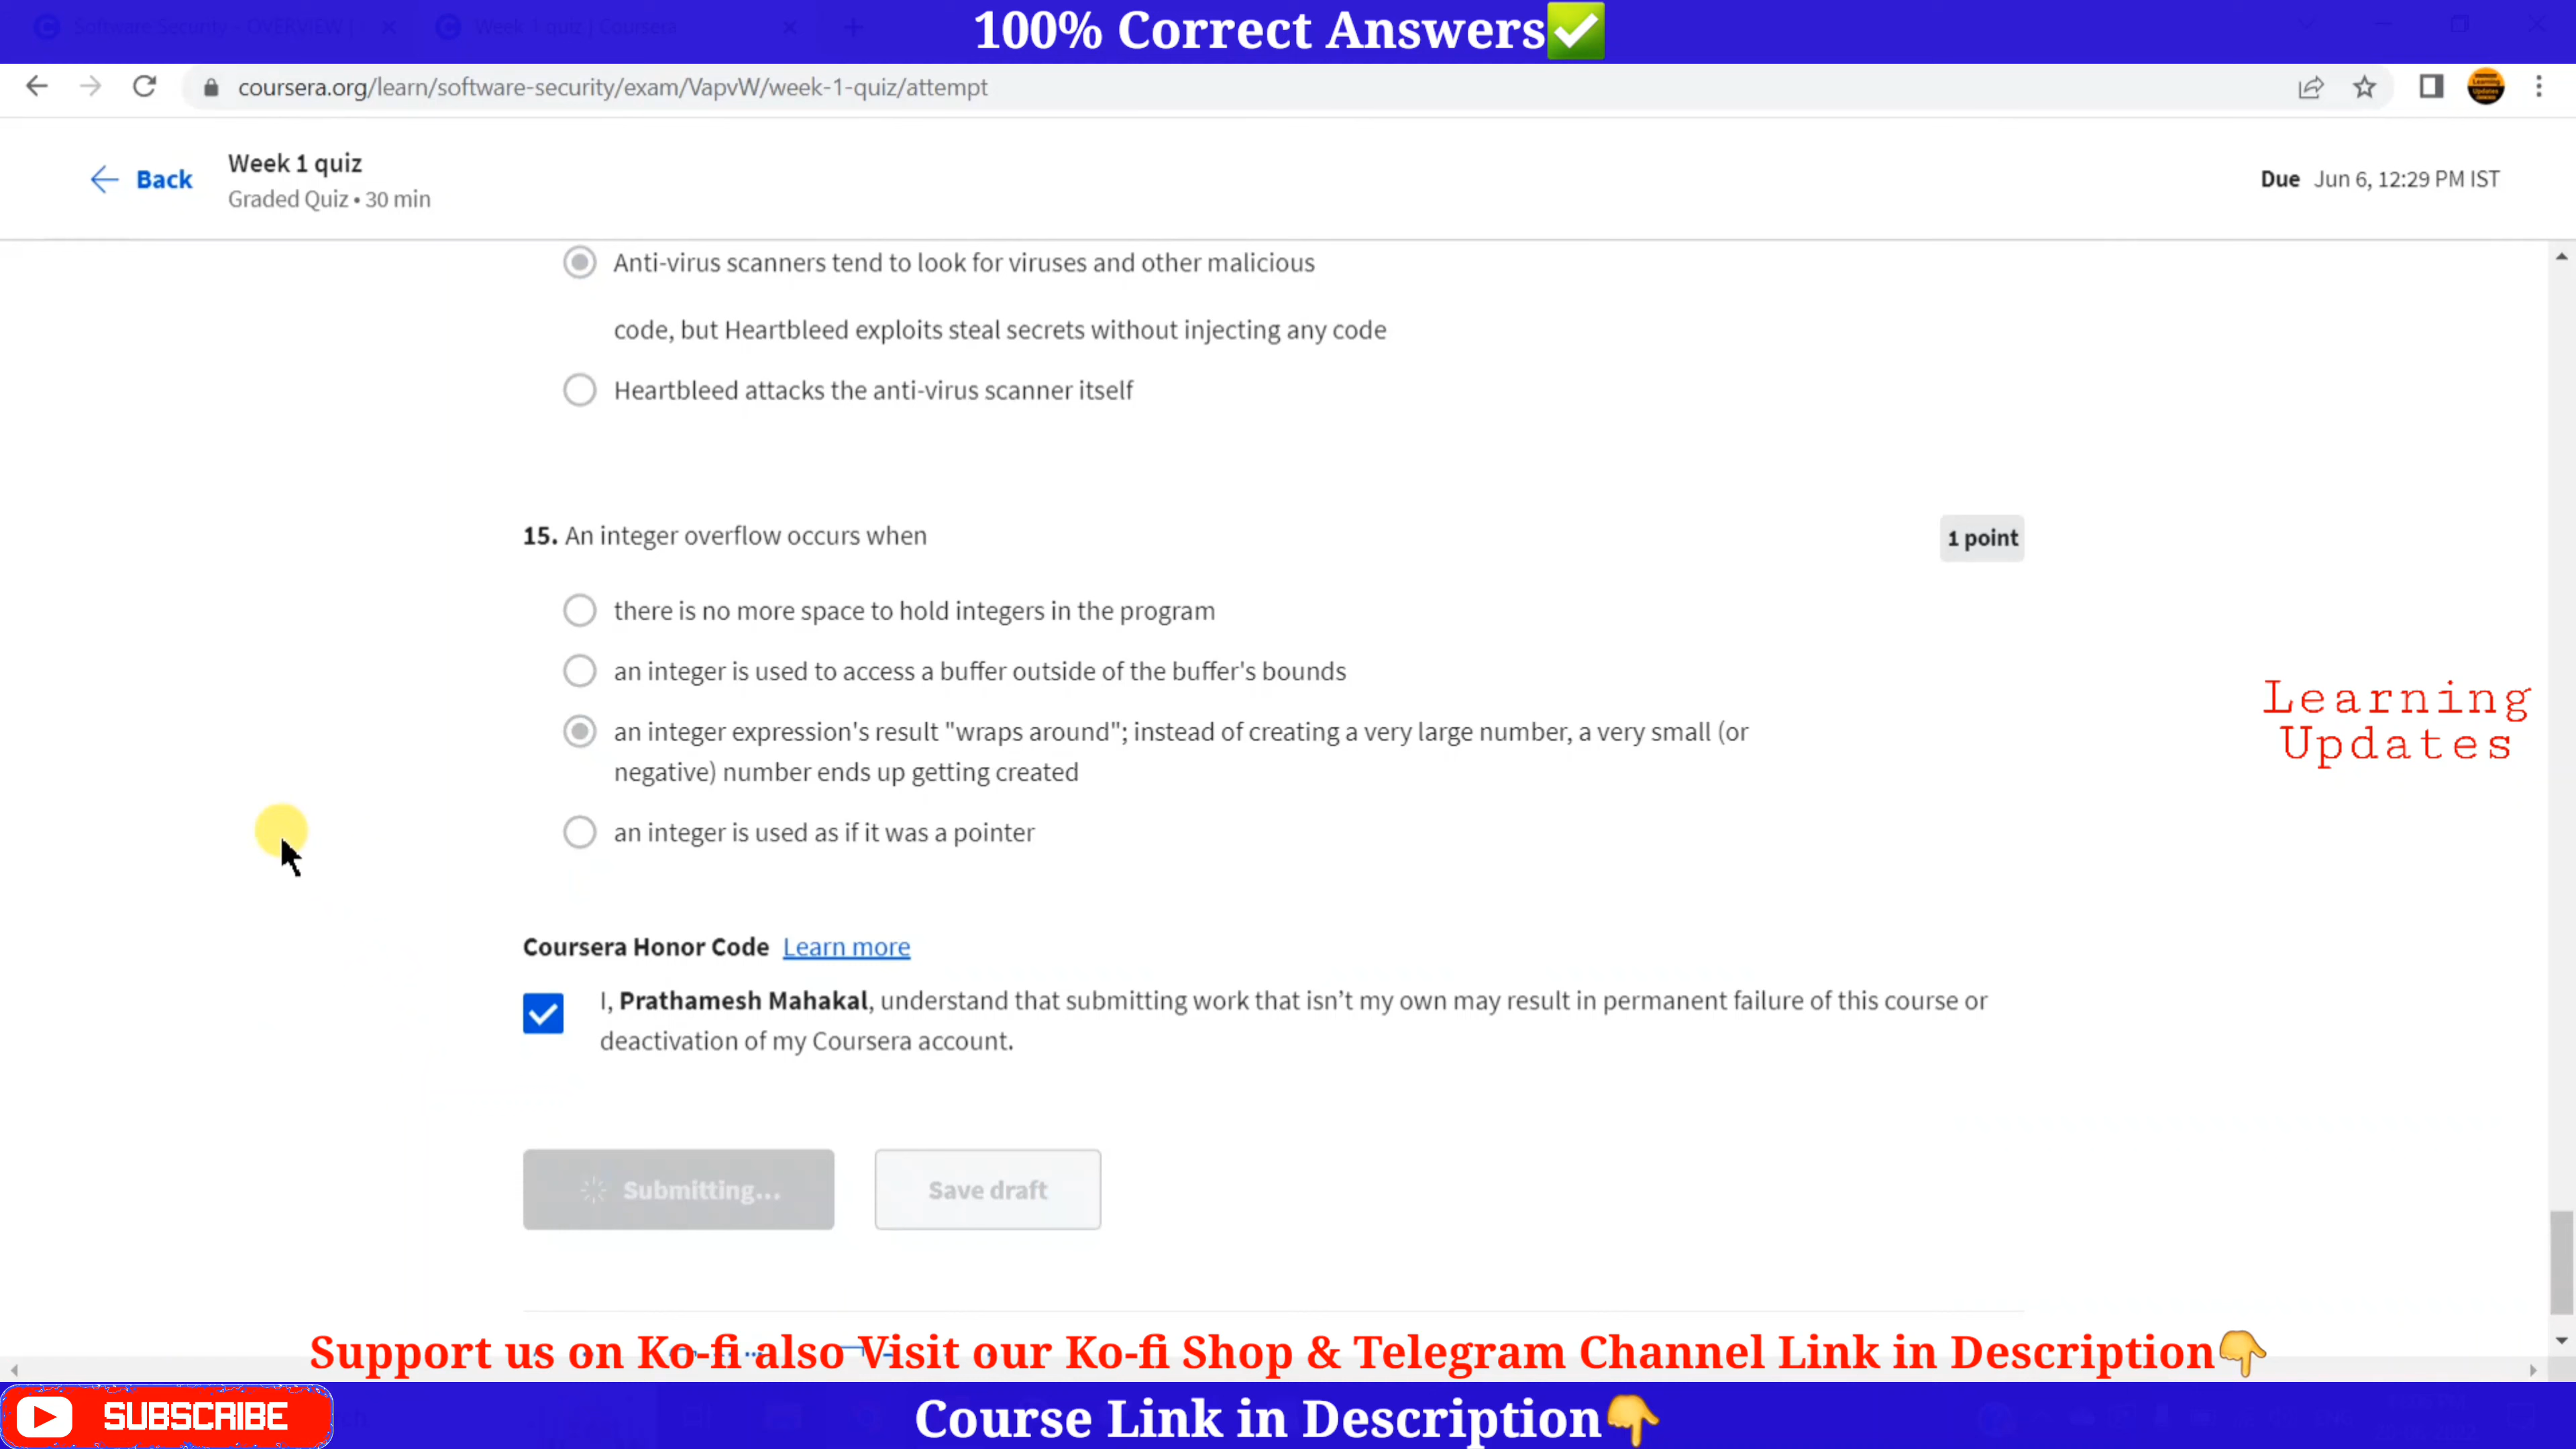 100% Correct Answers✅
Software Security - OVERVIEW |
Week 1 quiz | Coursera
coursera.org/learn/software-security/exam/VapvW/week-1-quiz/attempt
Back
Week 1 quiz
Graded Quiz • 30 min
Due Jun 6, 12:29 PM IST
Anti-virus scanners tend to look for viruses and other malicious
code, but Heartbleed exploits steal secrets without injecting any code
Heartbleed attacks the anti-virus scanner itself
15. An integer overflow occurs when
1 point
there is no more space to hold integers in the program
an integer is used to access a buffer outside of the buffer's bounds
an integer expression's result "wraps around"; instead of creating a very large number, a very small (or
negative) number ends up getting created
an integer is used as if it was a pointer
Learning
Updates
Coursera Honor Code Learn more
I, Prathamesh Mahakal, understand that submitting work that isn't my own may result in permanent failure of this course or
deactivation of my Coursera account.
Submitting...
Save draft
Support us on Ko-fi also Visit our Ko-fi Shop & Telegram Channel Link in Description👇
SUBSCRIBE
Course Link in Description👇